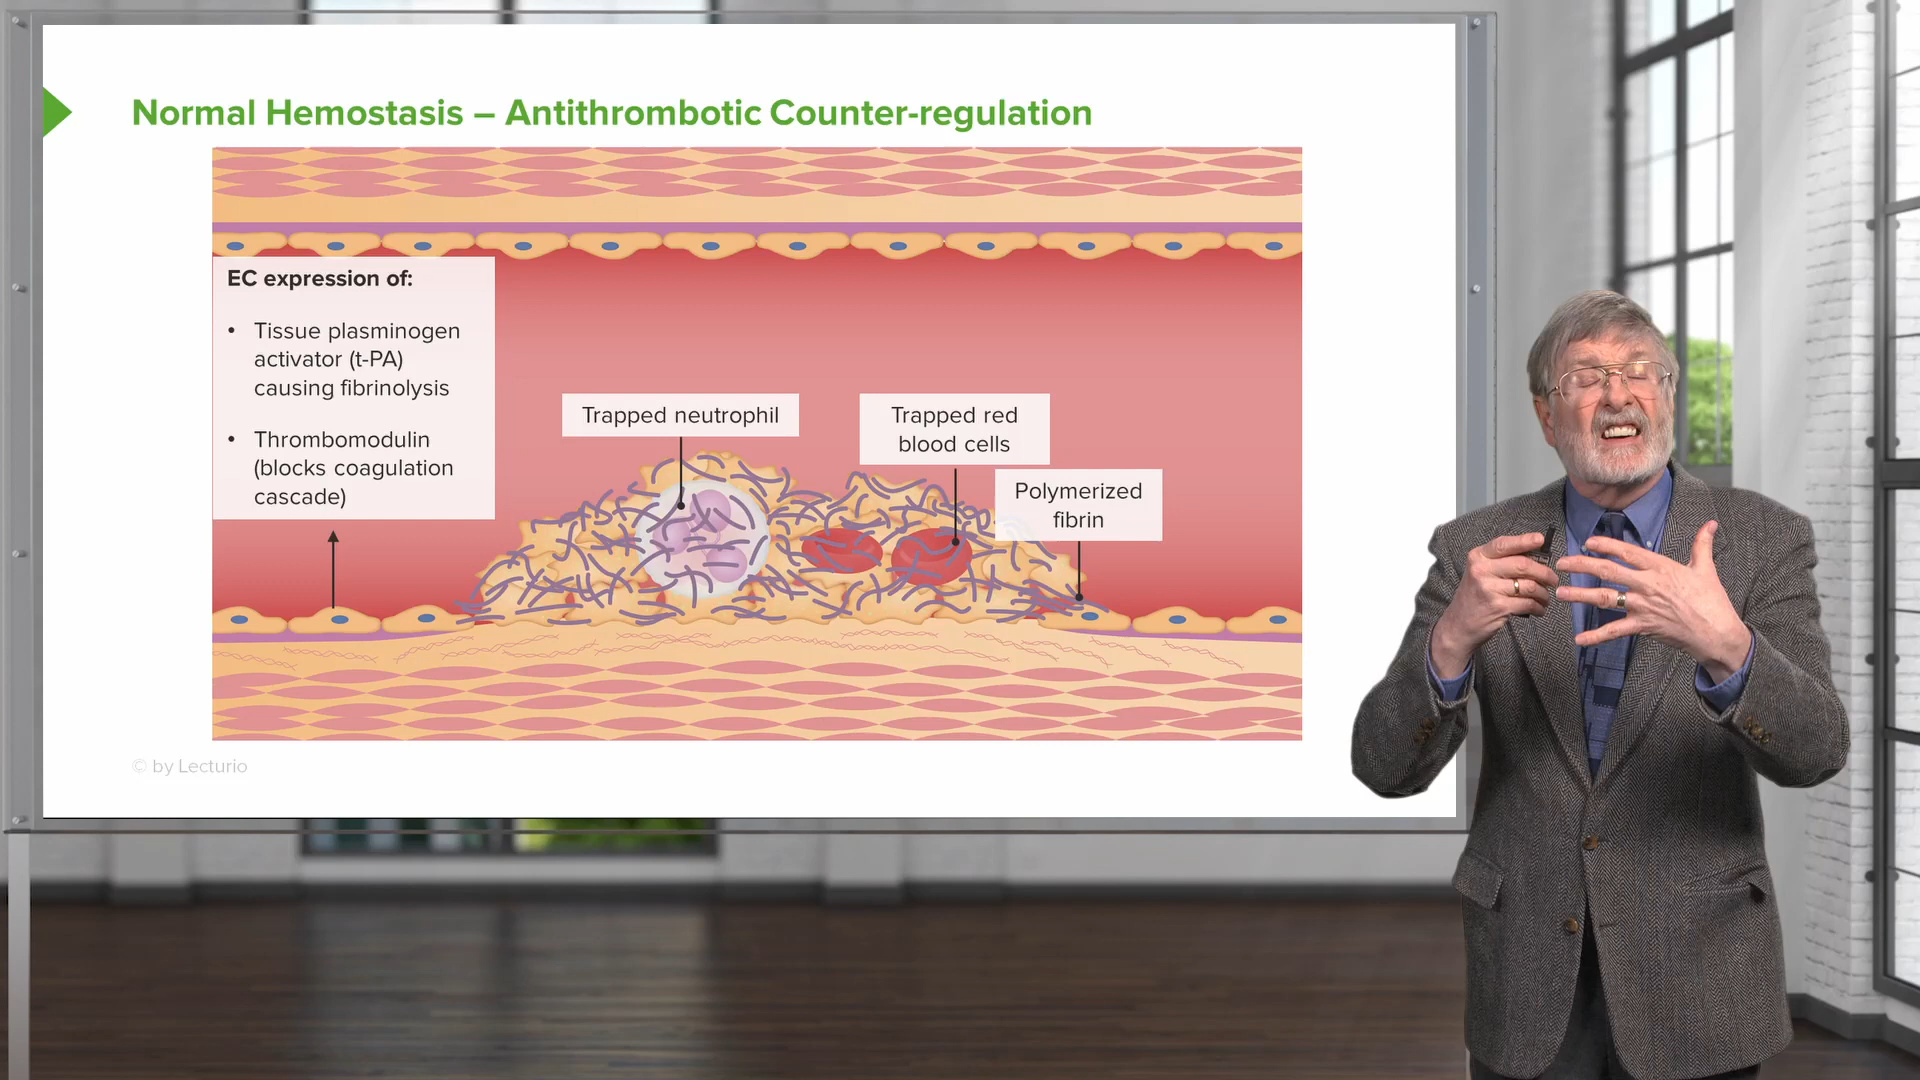 Normal Hemostasis – Antithrombotic Counter-regulation
EC expression of:
• Tissue plasminogen
activator (t-PA)
causing fibrinolysis
• Thrombomodulin
(blocks coagulation
cascade)
Trapped neutrophil
Trapped red
blood cells
Polymerized
fibrin
© by Lecturio